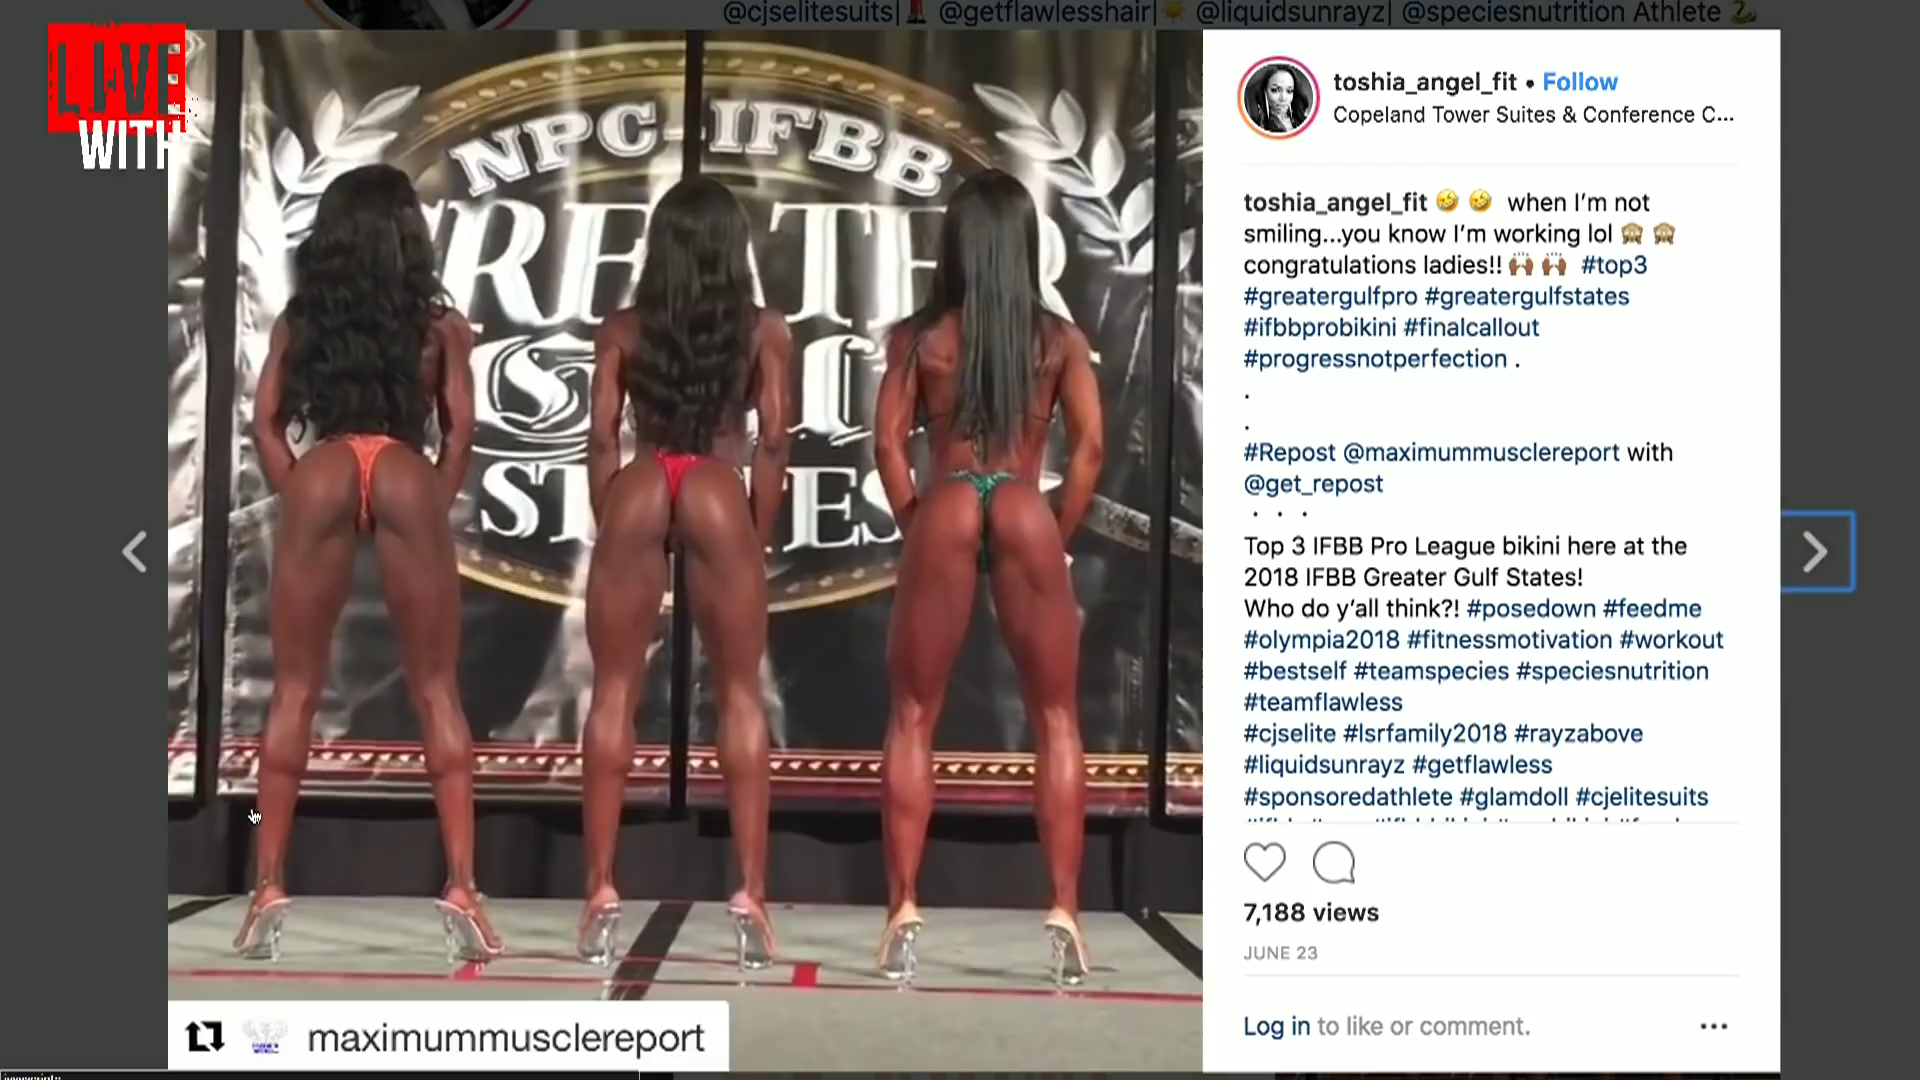 @cjselitesuits| @getflawlesshair| @liquidsunrayz| @speciesnutrition Athlete
LIVE
WITH
NPC-IFBB
GREATER
STATES
maximummusclereport
toshia_angel_fit • Follow
Copeland Tower Suites & Conference C...
toshia_angel_fit 🤣 🤣 when I'm not
smiling...you know I'm working lol 🙈 🙈
congratulations ladies!! 🙌🏾 🙌🏾 #top3
#greatergulfpro #greatergulfstates
#ifbbprobikini #finalcallout
#progressnotperfection .
.
.
#Repost @maximummusclereport with
@get_repost
・・・
Top 3 IFBB Pro League bikini here at the
2018 IFBB Greater Gulf States!
Who do y'all think?! #posedown #feedme
#olympia2018 #fitnessmotivation #workout
#bestself #teamspecies #speciesnutrition
#teamflawless
#cjselite #lsrfamily2018 #rayzabove
#liquidsunrayz #getflawless
#sponsoredathlete #glamdoll #cjelitesuits
7,188 views
JUNE 23
Log in to like or comment.